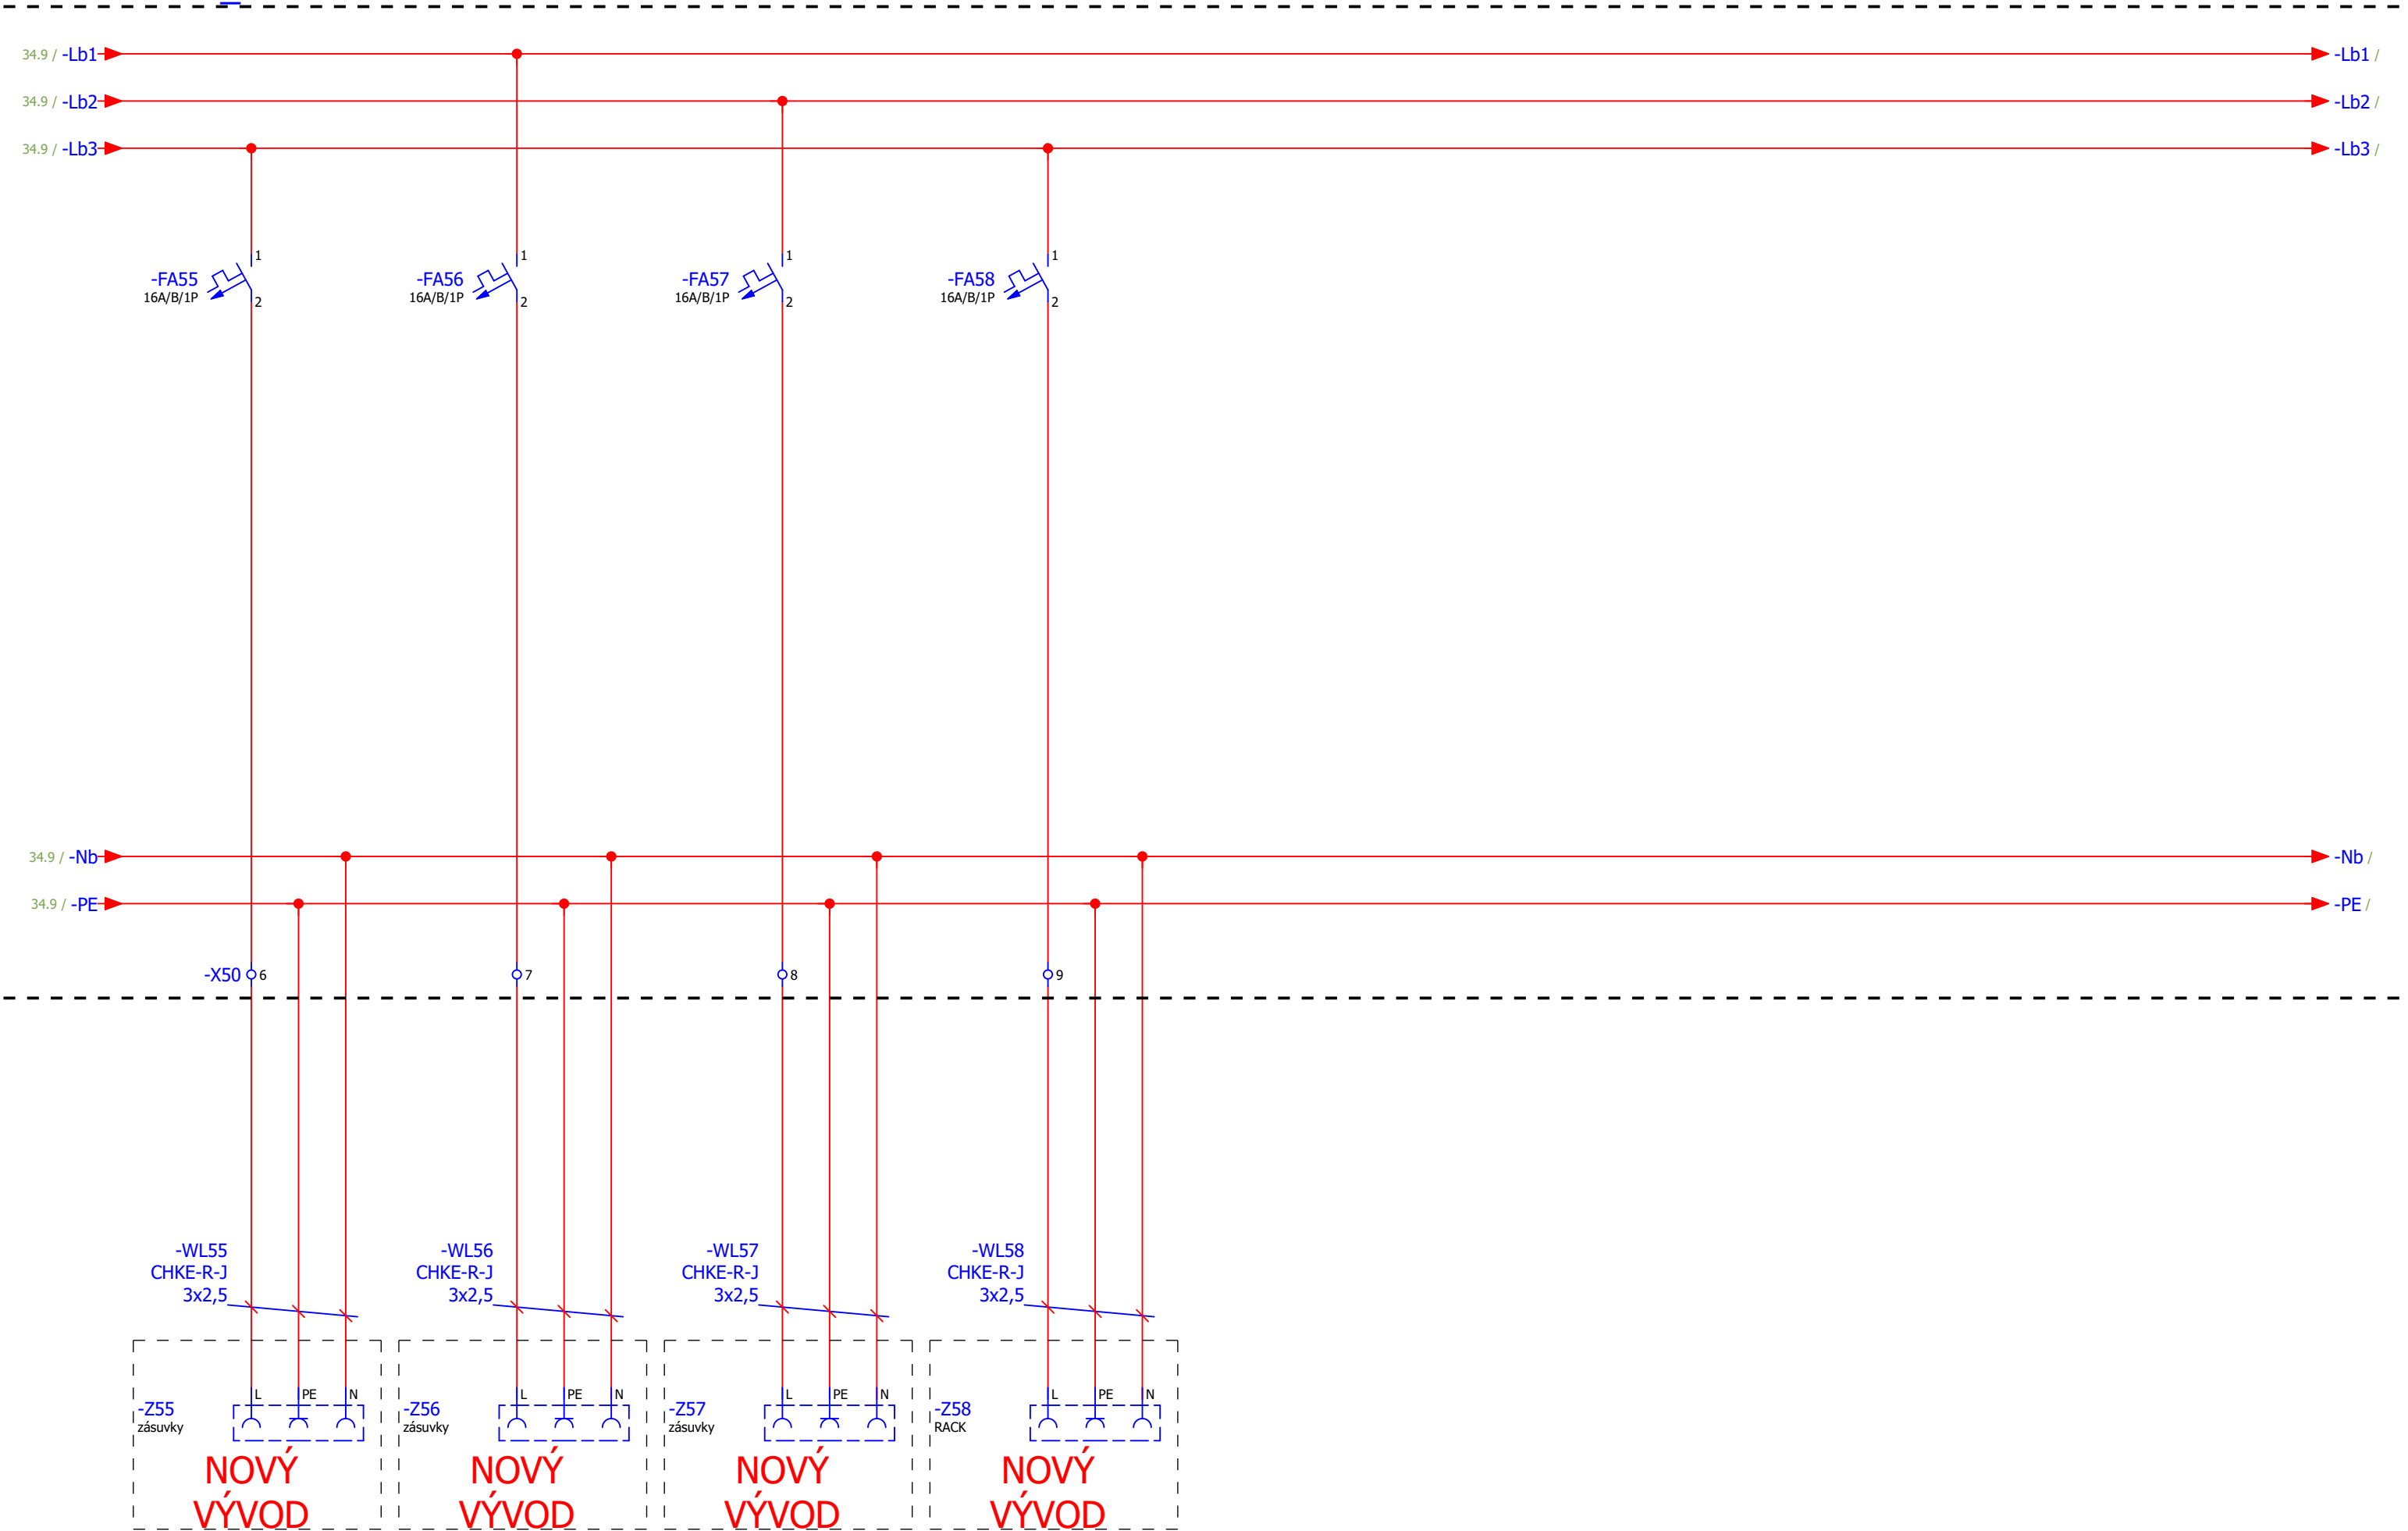 34.9 / -Lb1 -Lb1 /
34.9 / -Lb2 -Lb2 /
34.9 / -Lb3 -Lb3 /
1 1 1 1
-FA55 -FA56 -FA57 -FA58
16A/B/1P 16A/B/1P 16A/B/1P 16A/B/1P
2 2 2 2
34.9 / -Nb -Nb /
34.9 / -PE -PE /
-X50 6 7 8 9
-WL55 -WL56 -WL57 -WL58
CHKE-R-J CHKE-R-J CHKE-R-J CHKE-R-J
3x2,5 3x2,5 3x2,5 3x2,5
L PE N L PE N L PE N L PE N
-Z55 -Z56 -Z57 -Z58
zásuvky zásuvky zásuvky RACK
NOVÝ NOVÝ NOVÝ NOVÝ
VÝVOD VÝVOD VÝVOD VÝVOD